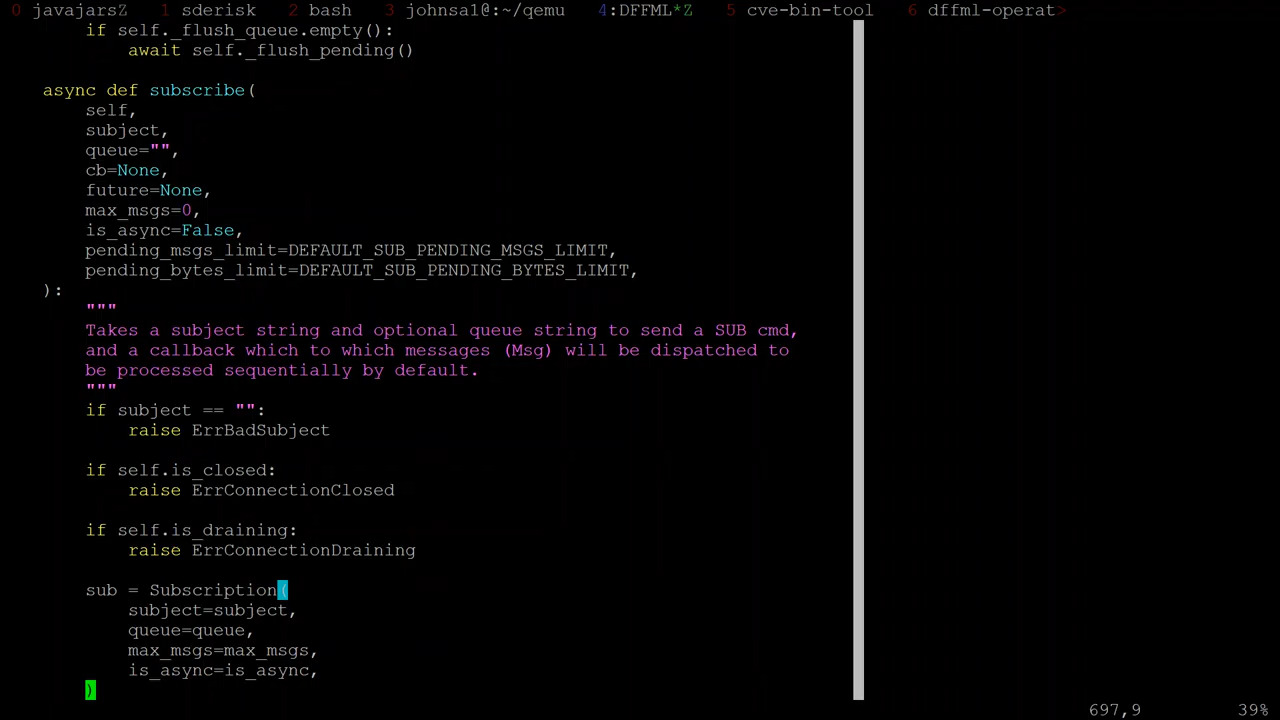 0 javajarsZ  1 sderisk  2 bash  3 johnsa1@:~/qemu  4:DFFML*Z  5 cve-bin-tool  6 dffml-operat>
if self._flush_queue.empty():
await self._flush_pending()
async def subscribe(
self,
subject,
queue="",
cb=None,
future=None,
max_msgs=0,
is_async=False,
pending_msgs_limit=DEFAULT_SUB_PENDING_MSGS_LIMIT,
pending_bytes_limit=DEFAULT_SUB_PENDING_BYTES_LIMIT,
):
"""
Takes a subject string and optional queue string to send a SUB cmd,
and a callback which to which messages (Msg) will be dispatched to
be processed sequentially by default.
"""
if subject == "":
raise ErrBadSubject
if self.is_closed:
raise ErrConnectionClosed
if self.is_draining:
raise ErrConnectionDraining
sub = Subscription(
subject=subject,
queue=queue,
max_msgs=max_msgs,
is_async=is_async,
)
697,9 39%